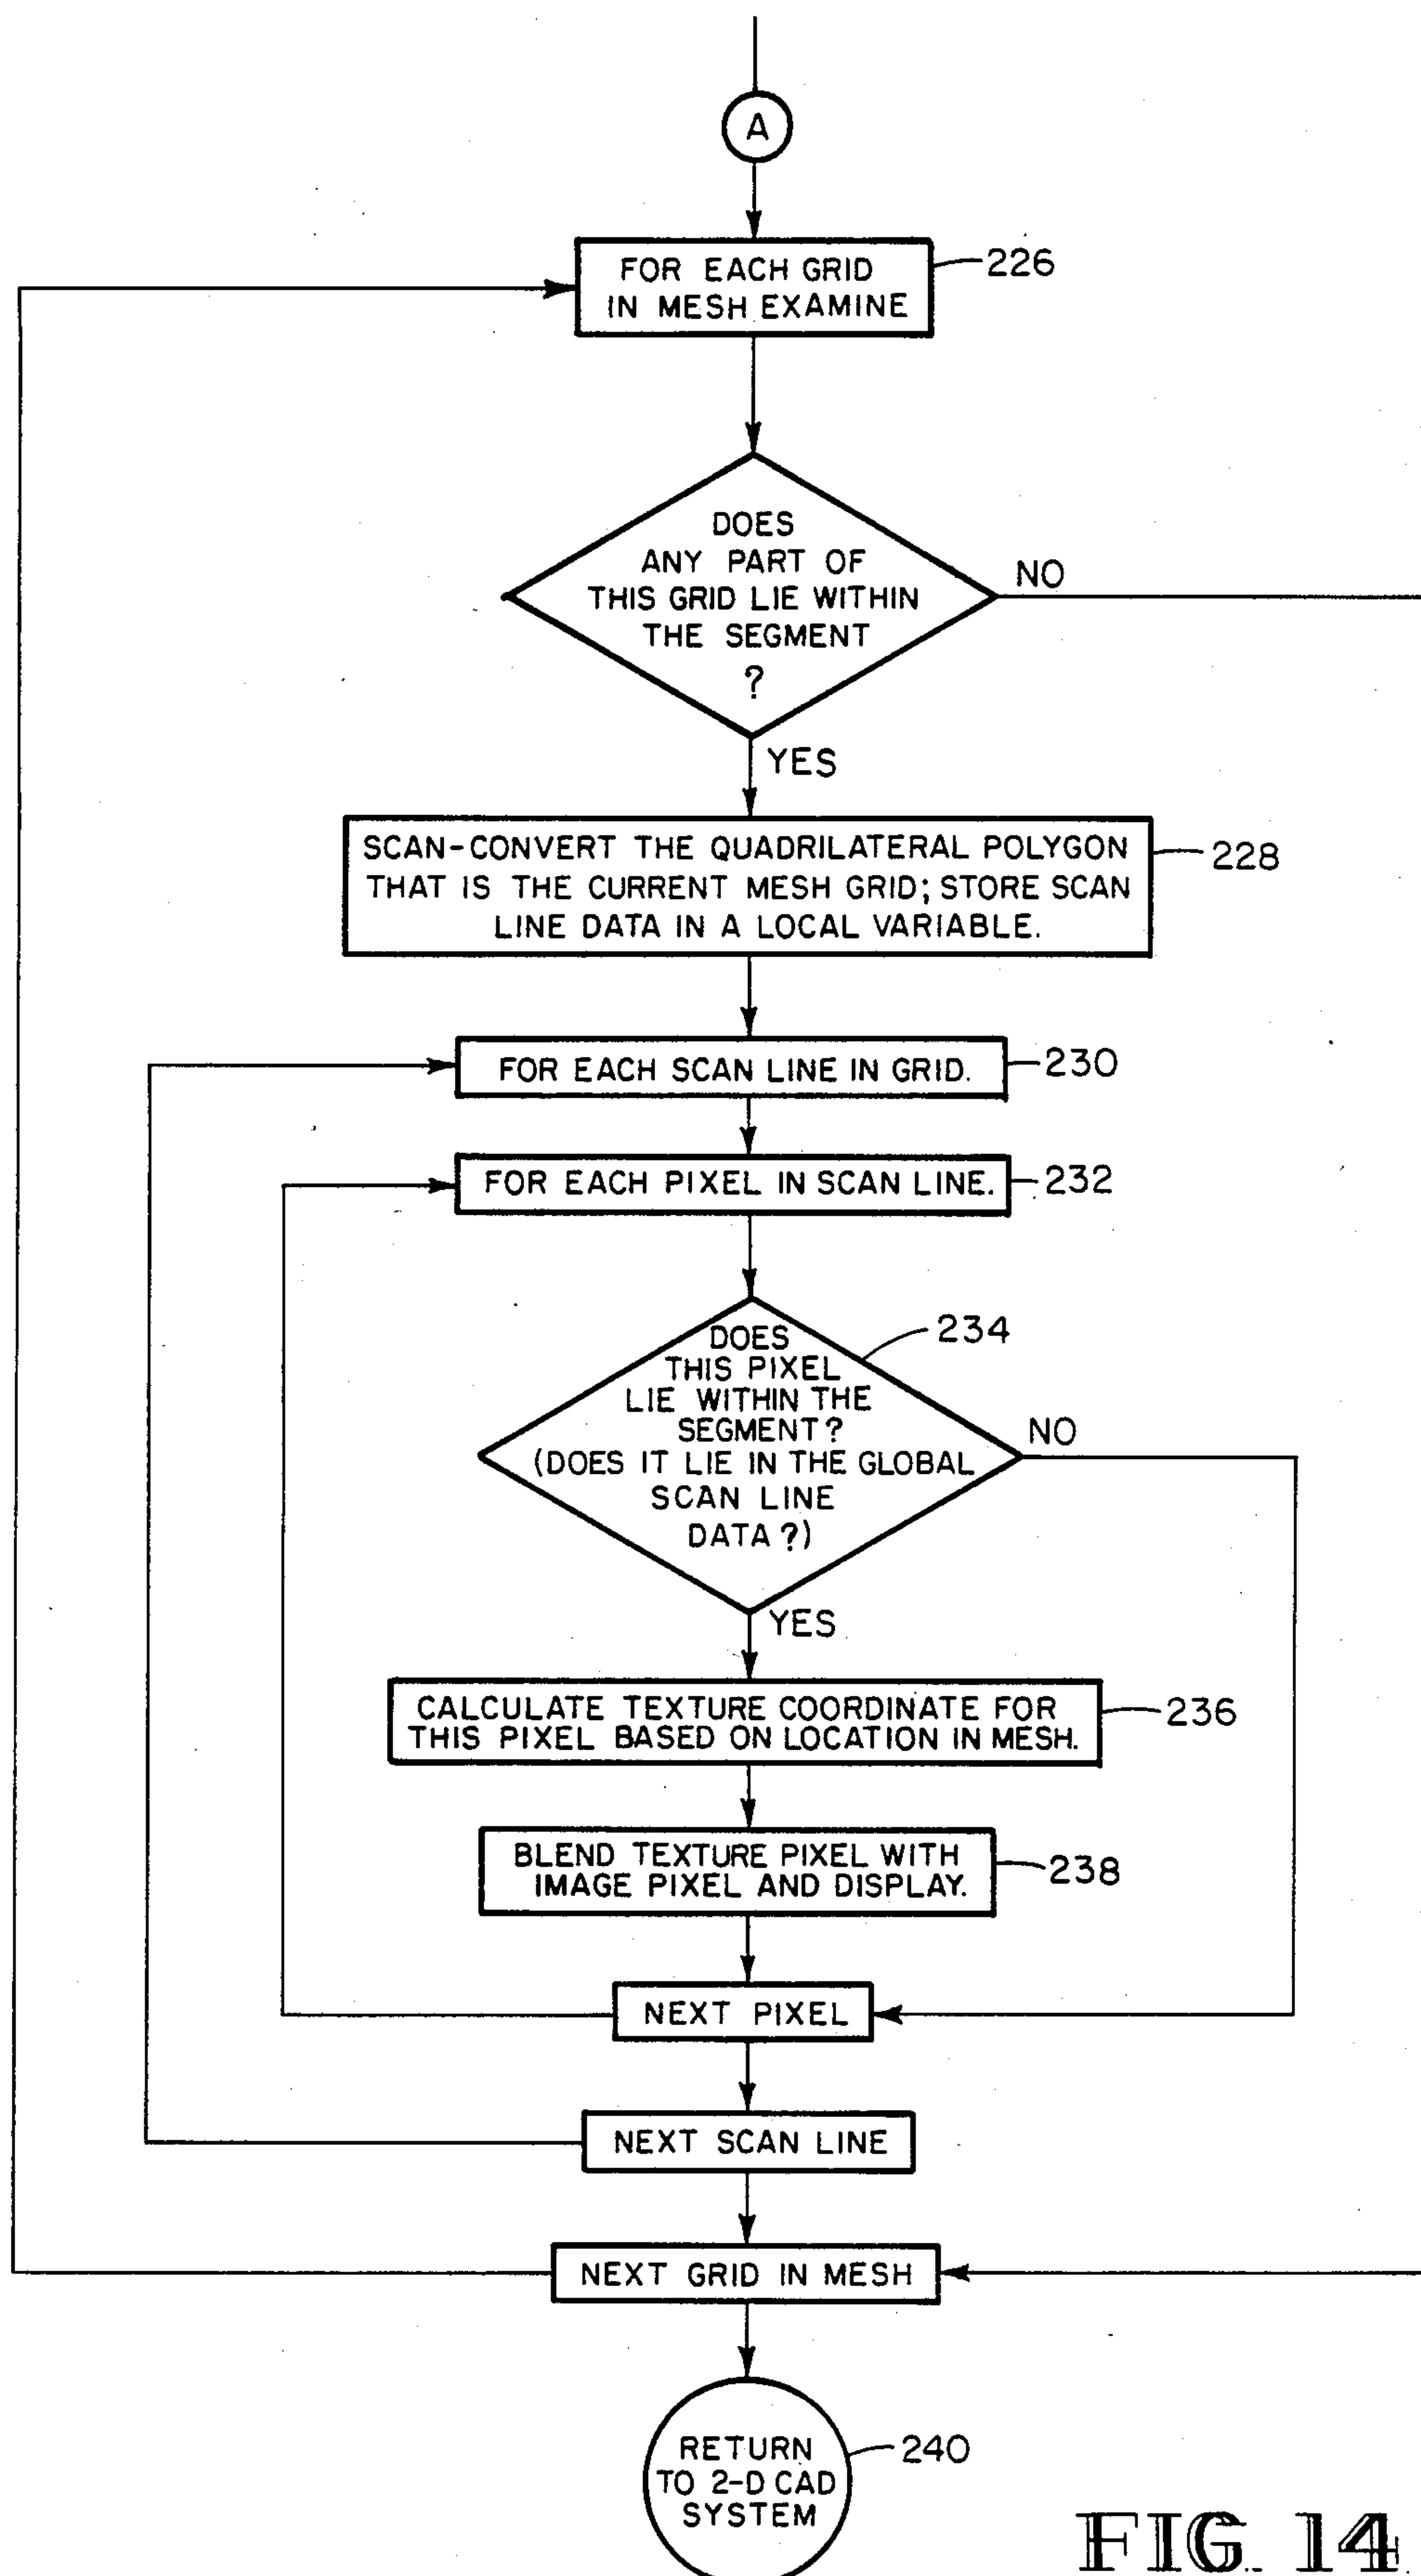 A
FOR EACH GRID
IN MESH EXAMINE
226
DOES
ANY PART OF
THIS GRID LIE WITHIN
THE SEGMENT
?
NO
YES
SCAN-CONVERT THE QUADRILATERAL POLYGON
THAT IS THE CURRENT MESH GRID; STORE SCAN
LINE DATA IN A LOCAL VARIABLE.
228
FOR EACH SCAN LINE IN GRID.
230
FOR EACH PIXEL IN SCAN LINE.
232
DOES
THIS PIXEL
LIE WITHIN THE
SEGMENT?
(DOES IT LIE IN THE GLOBAL
SCAN LINE
DATA?)
234
NO
YES
CALCULATE TEXTURE COORDINATE FOR
THIS PIXEL BASED ON LOCATION IN MESH.
236
BLEND TEXTURE PIXEL WITH
IMAGE PIXEL AND DISPLAY.
238
NEXT PIXEL
NEXT SCAN LINE
NEXT GRID IN MESH
RETURN
TO 2-D CAD
SYSTEM
240
FIG. 14